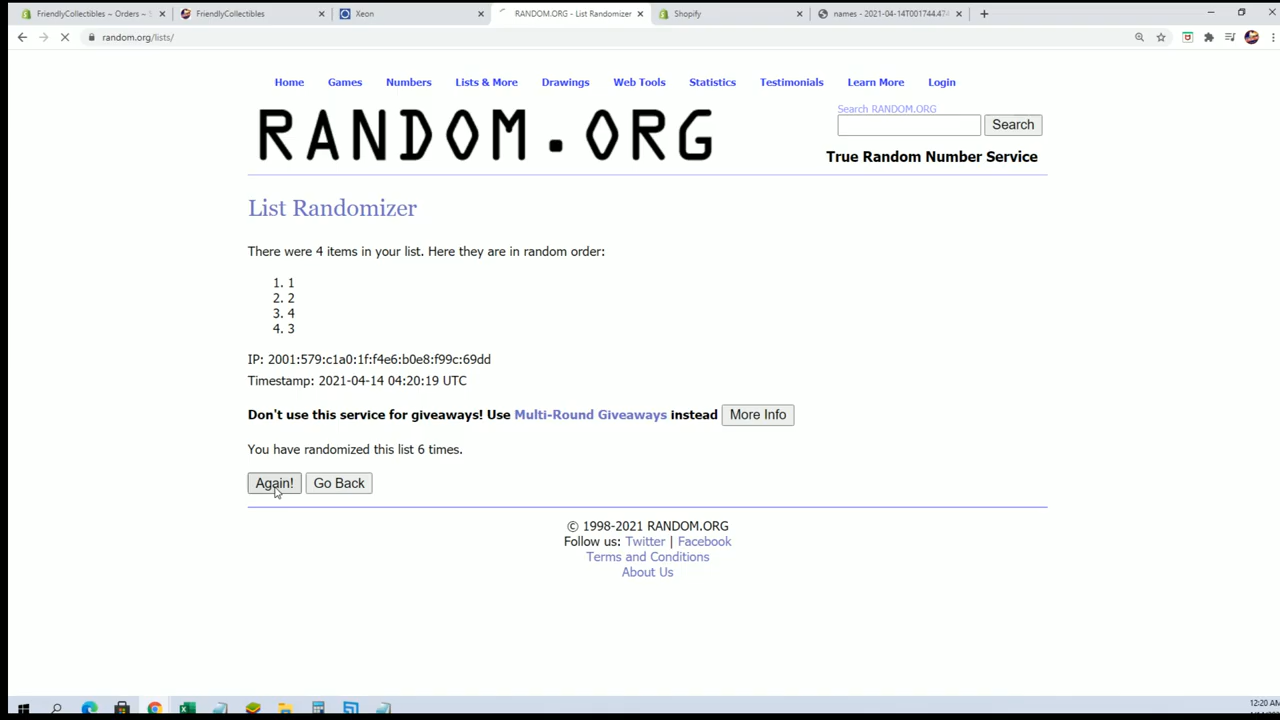 FriendlyCollectibles ~ Orders ~ S
FriendlyCollectibles
Xeon
RANDOM.ORG - List Randomizer
Shopify
names - 2021-04-14T001744.474
random.org/lists/
Home Games Numbers Lists & More Drawings Web Tools Statistics Testimonials Learn More Login
RANDOM.ORG
Search RANDOM.ORG
Search
True Random Number Service
List Randomizer
There were 4 items in your list. Here they are in random order:
1. 1
2. 2
3. 4
4. 3
IP: 2001:579:c1a0:1f:f4e6:b0e8:f99c:69dd
Timestamp: 2021-04-14 04:20:19 UTC
Don't use this service for giveaways! Use Multi-Round Giveaways instead More Info
You have randomized this list 6 times.
Again! Go Back
© 1998-2021 RANDOM.ORG
Follow us: Twitter | Facebook
Terms and Conditions
About Us
12:20 AM